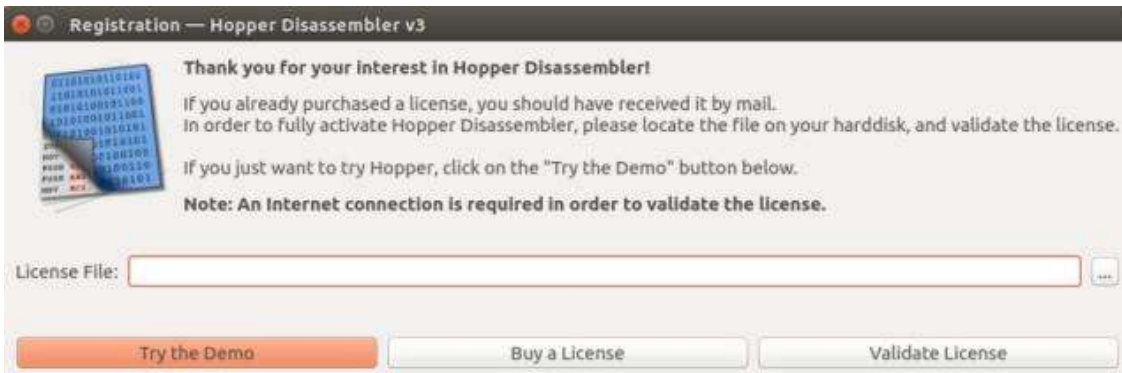 Registration — Hopper Disassembler v3
Thank you for your interest in Hopper Disassembler!
If you already purchased a license, you should have received it by mail.
In order to fully activate Hopper Disassembler, please locate the file on your harddisk, and validate the license.
If you just want to try Hopper, click on the "Try the Demo" button below.
Note: An Internet connection is required in order to validate the license.
License File:
...
Try the Demo
Buy a License
Validate License